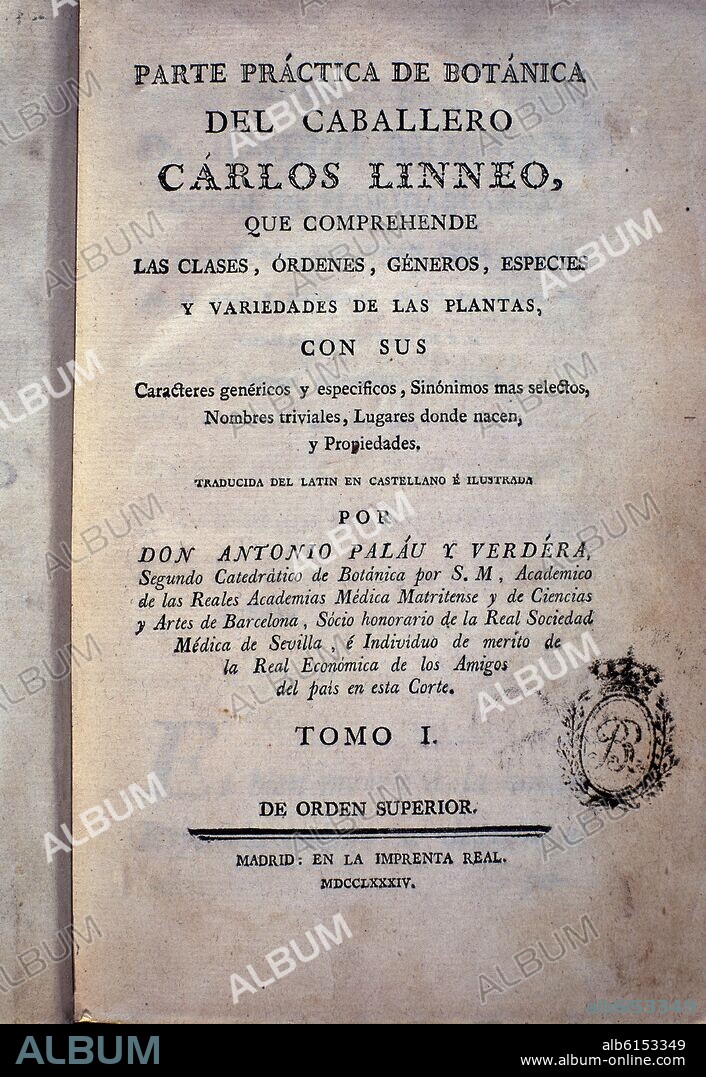 PARTE PRÁCTICA DE BOTÁNICA
DEL CABALLERO
CÁRLOS LINNEO,
QUE COMPREHENDE
LAS CLASES, ÓRDENES, GÉNEROS, ESPECIES
Y VARIEDADES DE LAS PLANTAS,
CON SUS
Caracteres genéricos y especificos, Sinónimos mas selectos,
Nombres triviales, Lugares donde nacen,
y Propiedades.
TRADUCIDA DEL LATIN EN CASTELLANO É ILUSTRADA
POR
DON ANTONIO PALÁU Y VERDÉRA,
Segundo Catedrático de Botánica por S. M, Academico
de las Reales Academias Médica Matritense y de Ciencias
y Artes de Barcelona, Sócio honorario de la Real Sociedad
Médica de Sevilla, é Individuo de merito de
la Real Económica de los Amigos
del pais en esta Corte.
TOMO I.
DE ORDEN SUPERIOR.
MADRID: EN LA IMPRENTA REAL.
MDCCLXXXIV.
alb6153349
ALBUM
alb6153349
www.album-online.com